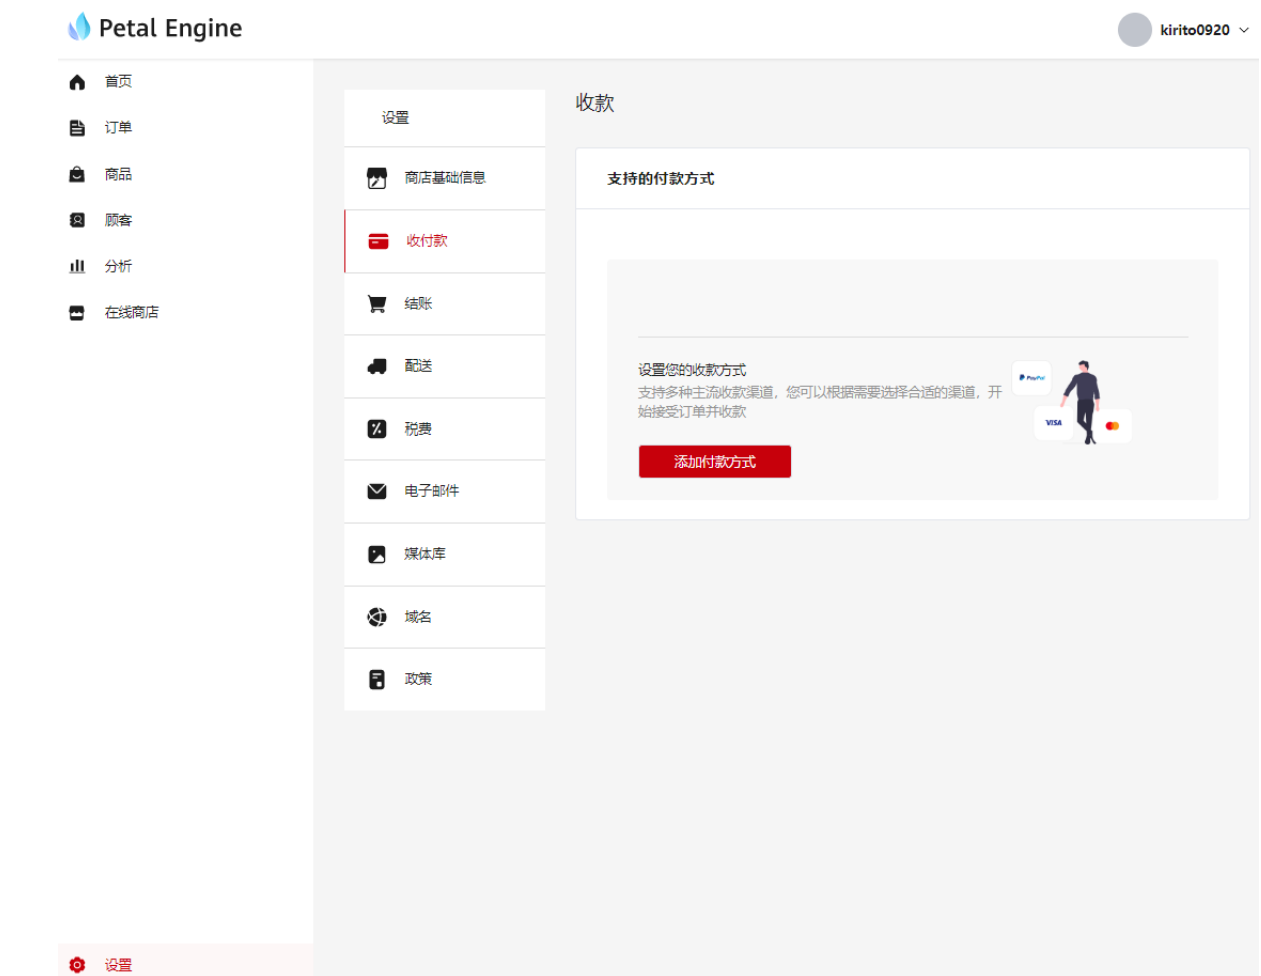 Petal Engine
kirito0920
首页
订单
商品
顾客
分析
在线商店
设置
设置
商店基础信息
收付款
结账
配送
税费
电子邮件
媒体库
域名
政策
收款
支持的付款方式
设置您的收款方式
支持多种主流收款渠道，您可以根据需要选择合适的渠道，开
始接受订单并收款
添加付款方式
PayPal
VISA